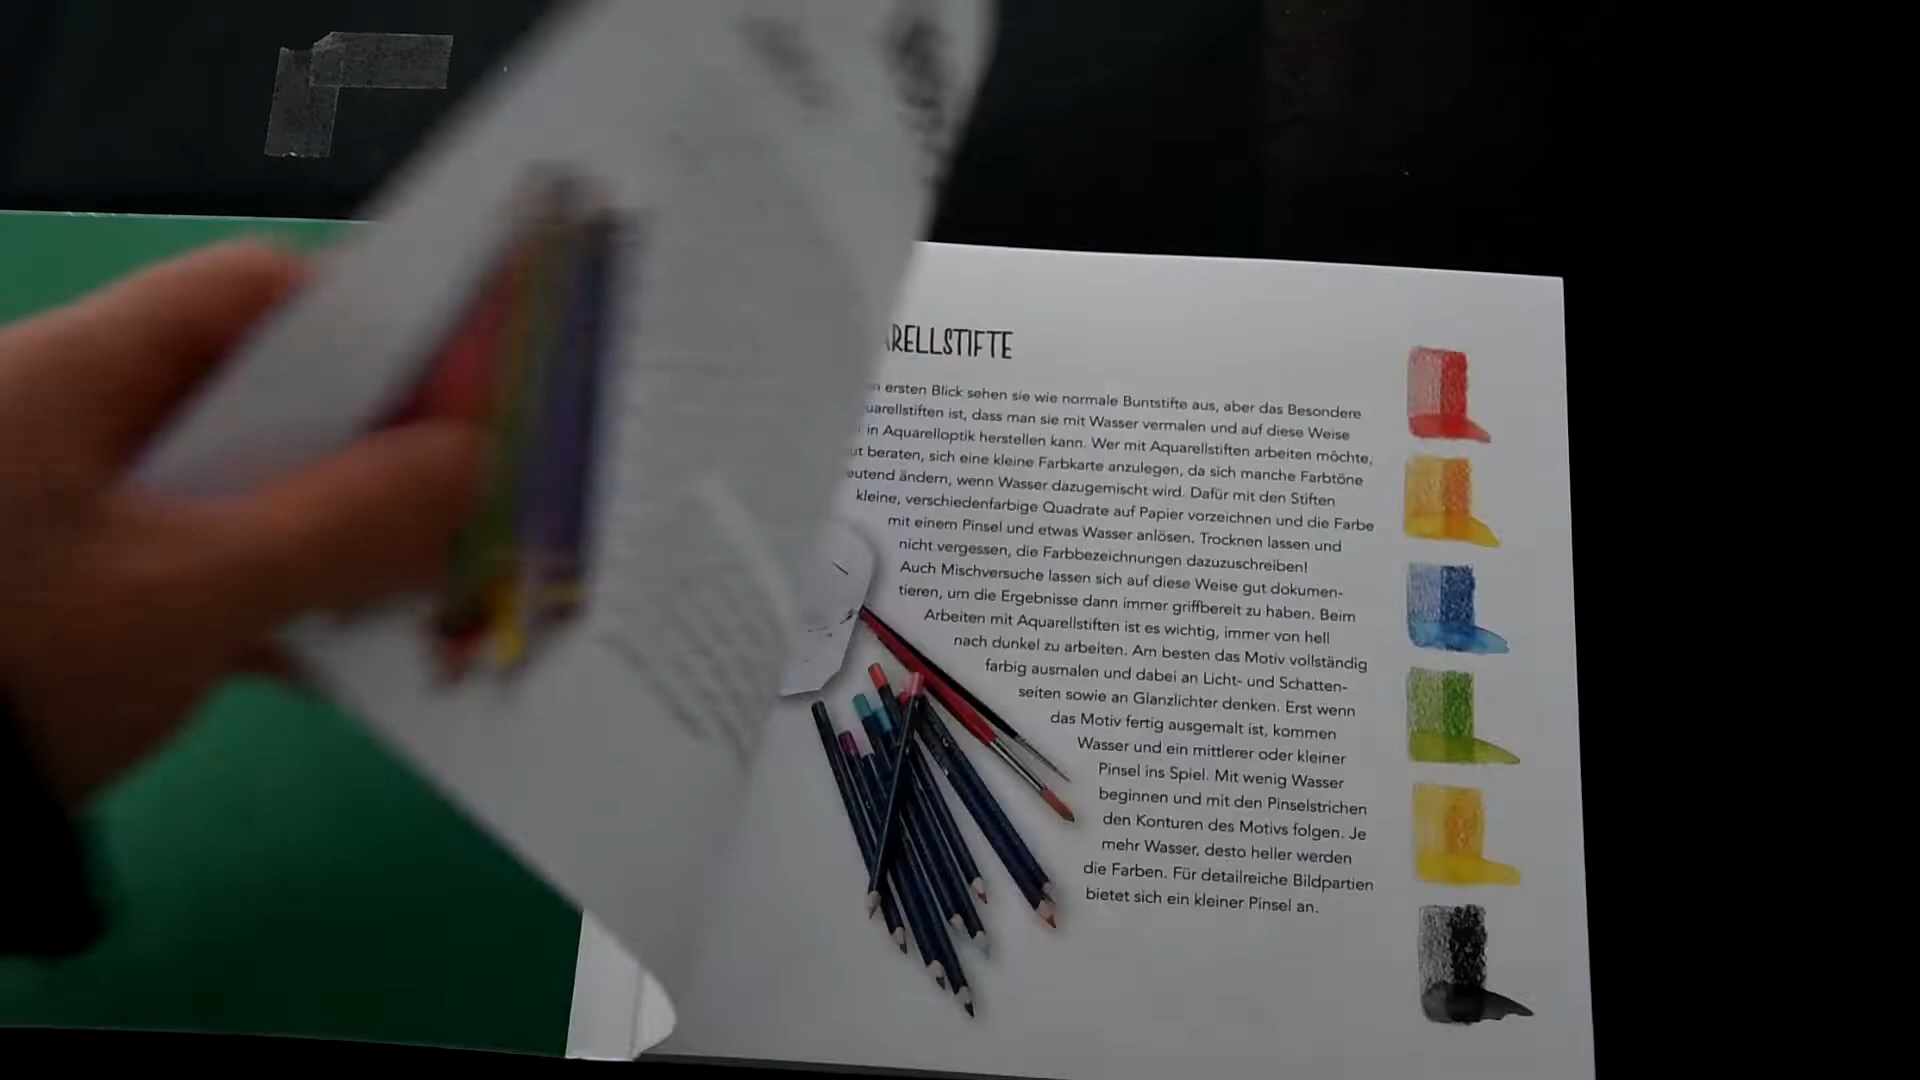 RELLSTIFTE
ersten Blick sehen sie wie normale Buntstifte aus, aber das Besondere
uarellstiften ist, dass man sie mit Wasser vermalen und auf diese Weise
in Aquarelloptik herstellen kann. Wer mit Aquarellstiften arbeiten möchte,
ut beraten, sich eine kleine Farbkarte anzulegen, da sich manche Farbtöne
eutend ändern, wenn Wasser dazugemischt wird. Dafür mit den Stiften
kleine, verschiedenfarbige Quadrate auf Papier vorzeichnen und die Farbe
mit einem Pinsel und etwas Wasser anlösen. Trocknen lassen und
nicht vergessen, die Farbbezeichnungen dazuzuschreiben!
Auch Mischversuche lassen sich auf diese Weise gut dokumen-
tieren, um die Ergebnisse dann immer griffbereit zu haben. Beim
Arbeiten mit Aquarellstiften ist es wichtig, immer von hell
nach dunkel zu arbeiten. Am besten das Motiv vollständig
farbig ausmalen und dabei an Licht- und Schatten-
seiten sowie an Glanzlichter denken. Erst wenn
das Motiv fertig ausgemalt ist, kommen
Wasser und ein mittlerer oder kleiner
Pinsel ins Spiel. Mit wenig Wasser
beginnen und mit den Pinselstrichen
den Konturen des Motivs folgen. Je
mehr Wasser, desto heller werden
die Farben. Für detailreiche Bildpartien
bietet sich ein kleiner Pinsel an.